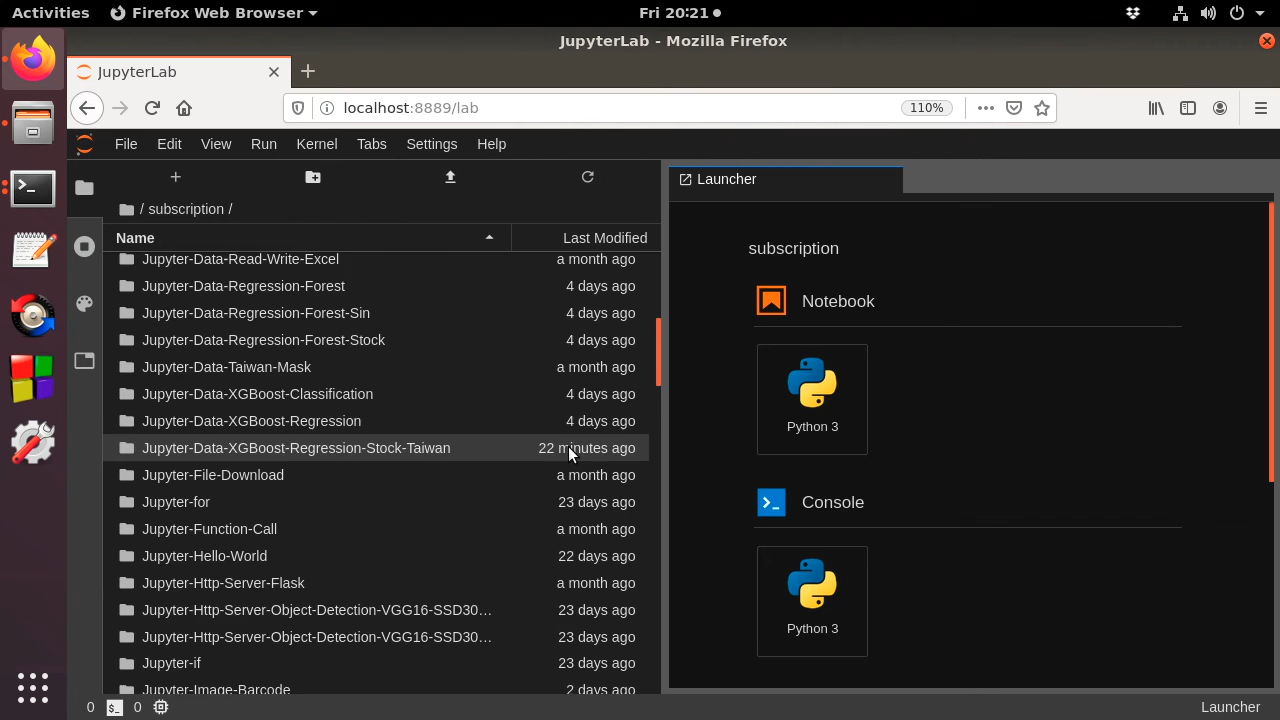 Activities Firefox Web Browser Fri 20:21
JupyterLab - Mozilla Firefox
JupyterLab
localhost:8889/lab 110%
File Edit View Run Kernel Tabs Settings Help
/ subscription /
Name Last Modified
Jupyter-Data-Read-Write-Excel a month ago
Jupyter-Data-Regression-Forest 4 days ago
Jupyter-Data-Regression-Forest-Sin 4 days ago
Jupyter-Data-Regression-Forest-Stock 4 days ago
Jupyter-Data-Taiwan-Mask a month ago
Jupyter-Data-XGBoost-Classification 4 days ago
Jupyter-Data-XGBoost-Regression 4 days ago
Jupyter-Data-XGBoost-Regression-Stock-Taiwan 22 minutes ago
Jupyter-File-Download a month ago
Jupyter-for 23 days ago
Jupyter-Function-Call a month ago
Jupyter-Hello-World 22 days ago
Jupyter-Http-Server-Flask a month ago
Jupyter-Http-Server-Object-Detection-VGG16-SSD30… 23 days ago
Jupyter-Http-Server-Object-Detection-VGG16-SSD30… 23 days ago
Jupyter-if 23 days ago
Jupyter-Image-Barcode 2 days ago
Launcher
subscription
Notebook
Python 3
Console
Python 3
0 0 Launcher